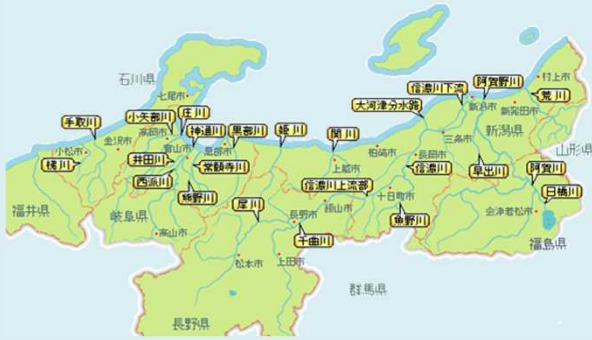 石川県
七尾市
手取川
小松市
金沢市
梯川
福井県
小矢部川
高岡市
庄川
神通川
富山市
黒部川
黒部市
井田川
西派川
常願寺川
熊野川
岐阜県
高山市
姫川
関川
上越市
大河津分水路
信濃川下流
阿賀野川
新潟市
新発田市
荒川
村上市
山形県
新潟県
三条市
柏崎市
長岡市
信濃川
早出川
阿賀川
日橋川
会津若松市
福島県
信濃川上流部
十日町市
飯山市
魚野川
犀川
長野市
千曲川
松本市
上田市
群馬県
長野県